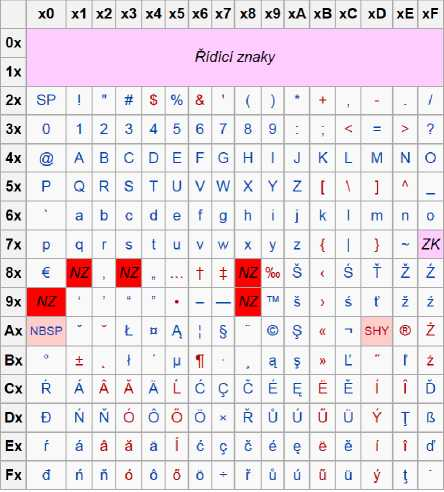 x0 x1 x2 x3 x4 x5 x6 x7 x8 x9 xA xB xC xD xE xF
0x
Řídicí znaky
1x
2x SP ! " # $ % & ' ( ) * + , - . /
3x 0 1 2 3 4 5 6 7 8 9 : ; < = > ?
4x @ A B C D E F G H I J K L M N O
5x P Q R S T U V W X Y Z [ \ ] ^ _
6x ` a b c d e f g h i j k l m n o
7x p q r s t u v w x y z { | } ~ ZK
8x € NZ ‚ NZ „ … † ‡ NZ ‰ Š ‹ Ś Ť Ž Ź
9x NZ ‘ ’ “ ” • – — NZ ™ š › ś ť ž ź
Ax NBSP ˇ ˘ Ł ¤ Ą ¦ § ¨ © Ş « ¬ SHY ® Ż
Bx ° ± ˛ ł ´ µ ¶ · ¸ ą ş » Ľ ˝ ľ ż
Cx Ŕ Á Â Ă Ä Ĺ Ć Ç Č É Ę Ë Ě Í Î Ď
Dx Đ Ń Ň Ó Ô Ő Ö × Ř Ů Ú Ű Ü Ý Ţ ß
Ex ŕ á â ă ä ĺ ć ç č é ę ë ě í î ď
Fx đ ń ň ó ô ő ö ÷ ř ů ú ű ü ý ţ ˙